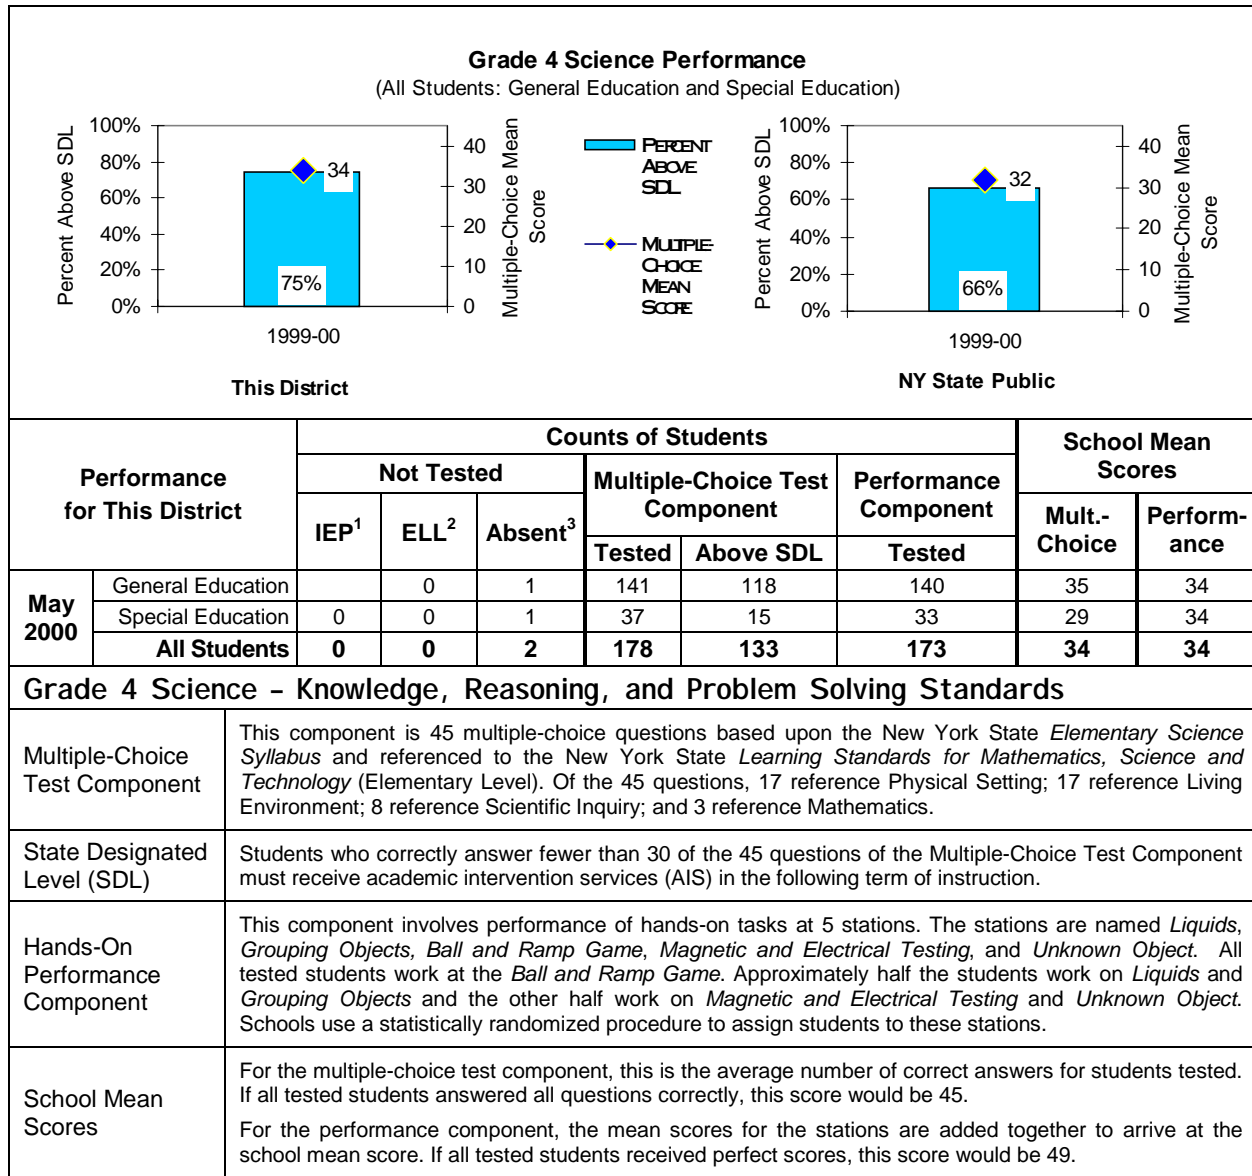 Grade 4 Science Performance
(All Students: General Education and Special Education)
100%
80%
60%
40%
20%
0%
Percent Above SDL
34
75%
1999-00
40
30
20
10
0
Multiple-Choice Mean
Score
This District
PERCENT
ABOVE
SDL
MULTIPLE-
CHOICE
MEAN
SCORE
100%
80%
60%
40%
20%
0%
Percent Above SDL
32
66%
1999-00
40
30
20
10
0
Multiple-Choice Mean
Score
NY State Public
Performance
for This District
Counts of Students
School Mean
Scores
Not Tested
Multiple-Choice Test
Component
Performance
Component
IEP1 ELL2 Absent3
Tested Above SDL Tested
Mult.-
Choice
Perform-
ance
May
2000
General Education 0 1 141 118 140 35 34
Special Education 0 0 1 37 15 33 29 34
All Students 0 0 2 178 133 173 34 34
Grade 4 Science – Knowledge, Reasoning, and Problem Solving Standards
Multiple-Choice
Test Component
This component is 45 multiple-choice questions based upon the New York State Elementary Science
Syllabus and referenced to the New York State Learning Standards for Mathematics, Science and
Technology (Elementary Level). Of the 45 questions, 17 reference Physical Setting; 17 reference Living
Environment; 8 reference Scientific Inquiry; and 3 reference Mathematics.
State Designated
Level (SDL)
Students who correctly answer fewer than 30 of the 45 questions of the Multiple-Choice Test Component
must receive academic intervention services (AIS) in the following term of instruction.
Hands-On
Performance
Component
This component involves performance of hands-on tasks at 5 stations. The stations are named Liquids,
Grouping Objects, Ball and Ramp Game, Magnetic and Electrical Testing, and Unknown Object. All
tested students work at the Ball and Ramp Game. Approximately half the students work on Liquids and
Grouping Objects and the other half work on Magnetic and Electrical Testing and Unknown Object.
Schools use a statistically randomized procedure to assign students to these stations.
School Mean
Scores
For the multiple-choice test component, this is the average number of correct answers for students tested.
If all tested students answered all questions correctly, this score would be 45.
For the performance component, the mean scores for the stations are added together to arrive at the
school mean score. If all tested students received perfect scores, this score would be 49.